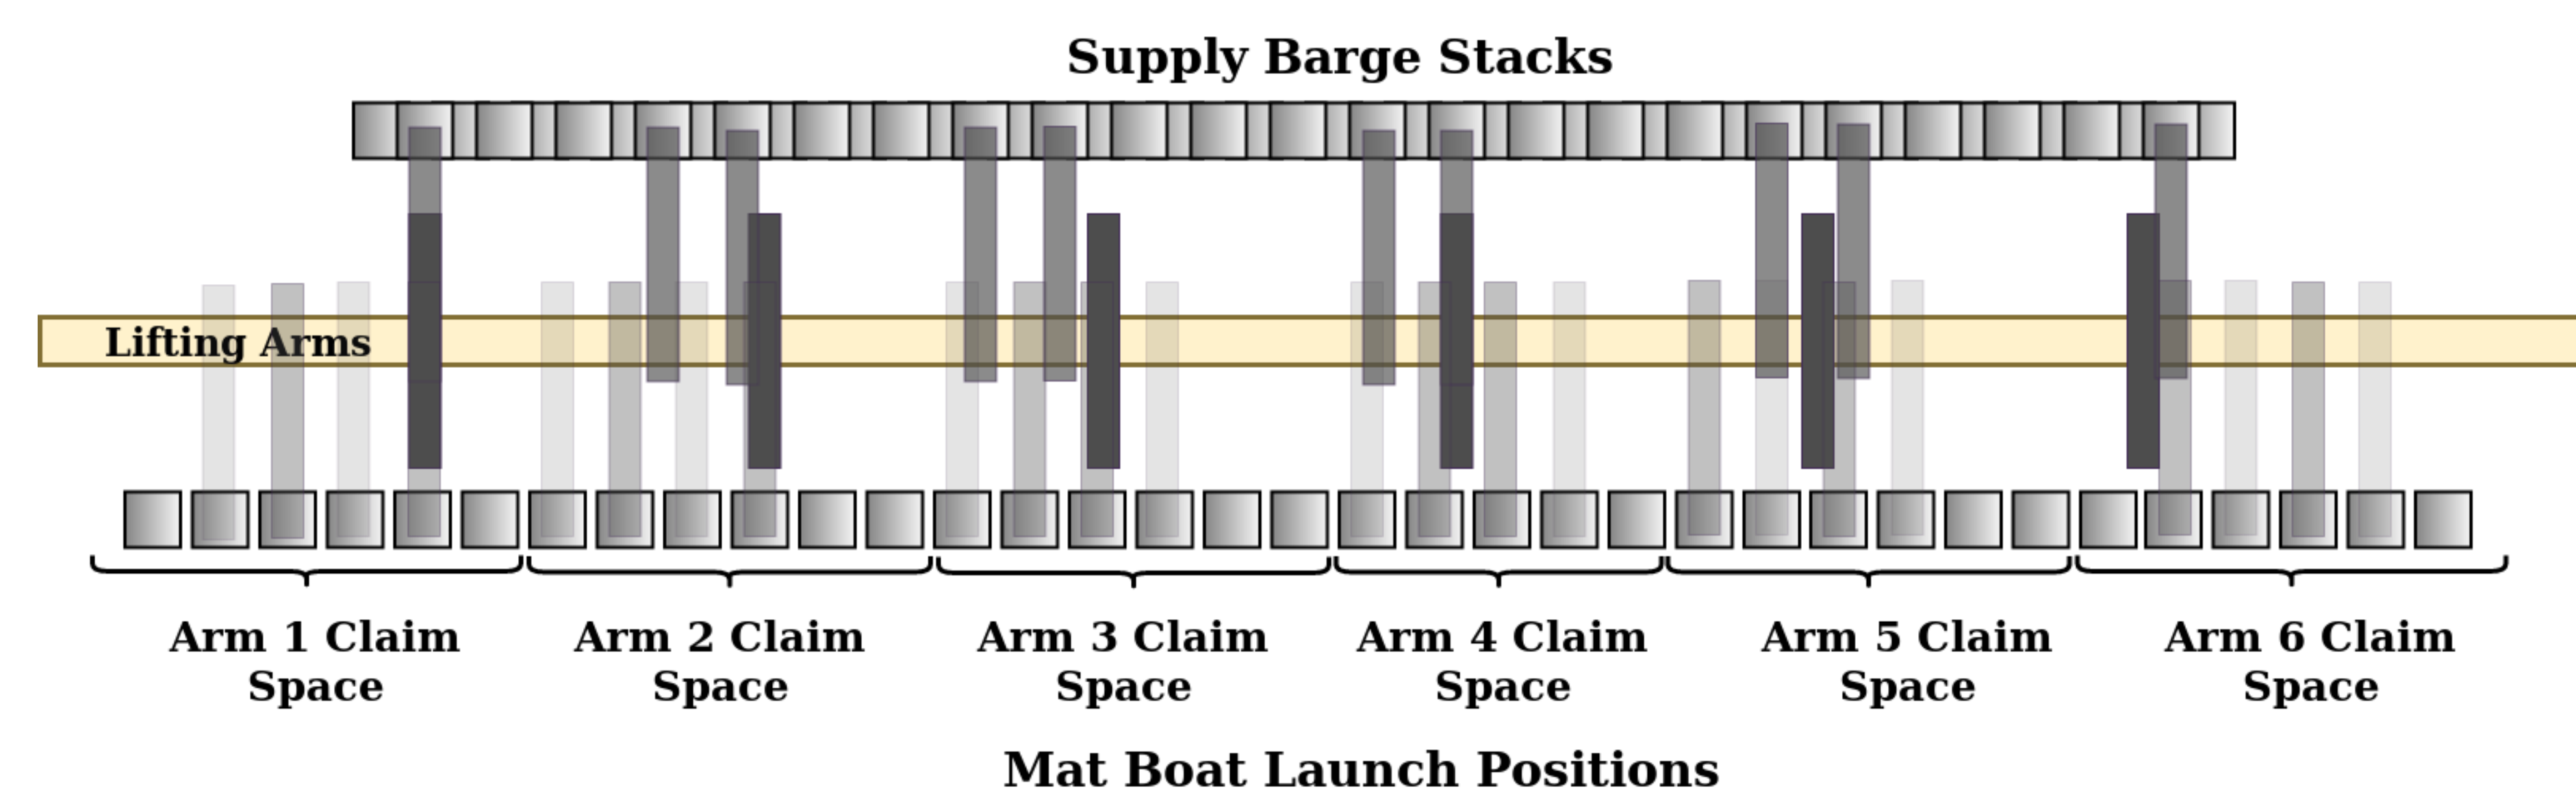 Supply Barge Stacks
Lifting Arms
Arm 1 Claim
Space
Arm 2 Claim
Space
Arm 3 Claim
Space
Arm 4 Claim
Space
Arm 5 Claim
Space
Arm 6 Claim
Space
Mat Boat Launch Positions